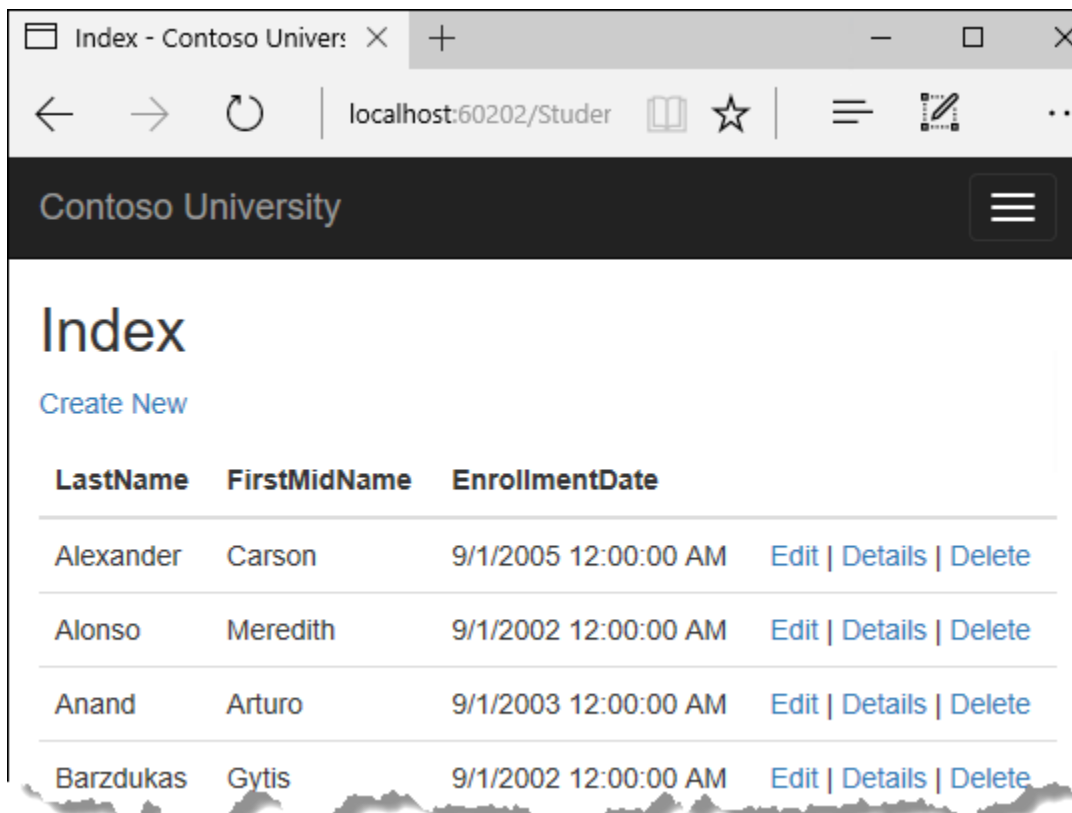 Index - Contoso Univers
localhost:60202/Studer
Contoso University
Index
Create New
LastName FirstMidName EnrollmentDate
Alexander Carson 9/1/2005 12:00:00 AM Edit | Details | Delete
Alonso Meredith 9/1/2002 12:00:00 AM Edit | Details | Delete
Anand Arturo 9/1/2003 12:00:00 AM Edit | Details | Delete
Barzdukas Gytis 9/1/2002 12:00:00 AM Edit | Details | Delete